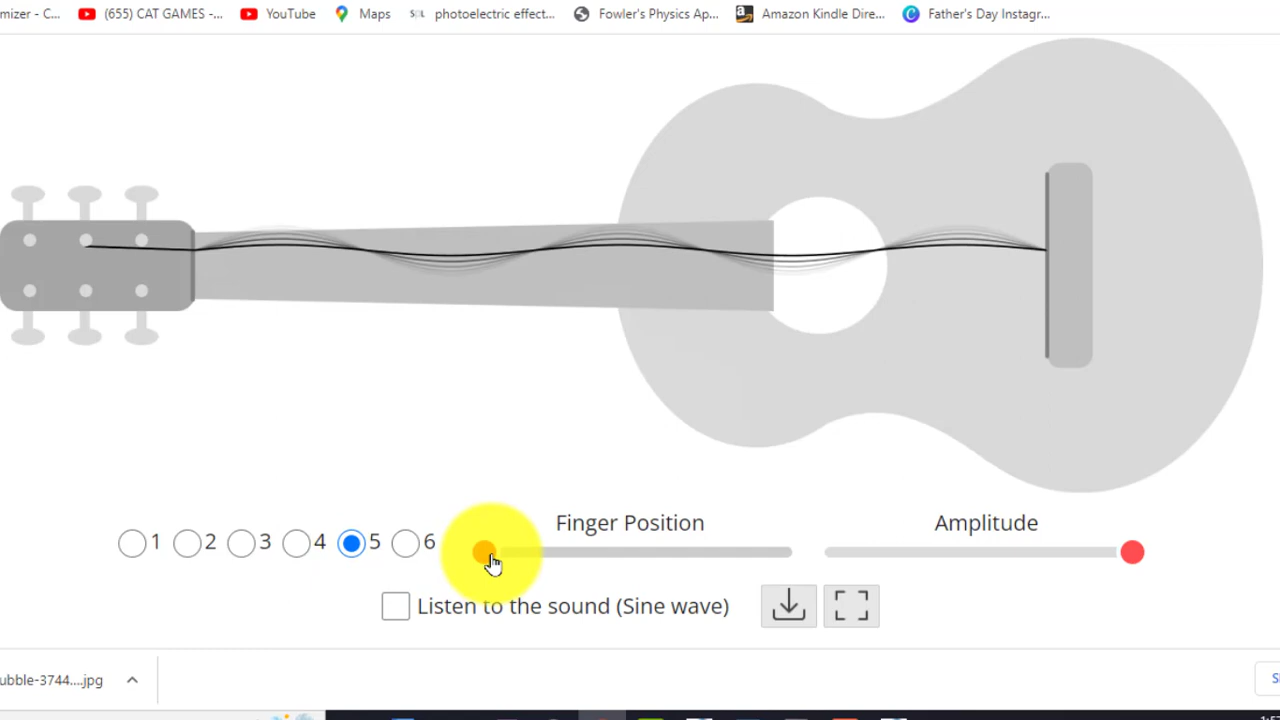 mizer - C... (655) CAT GAMES -... YouTube Maps photoelectric effect... Fowler's Physics Ap... Amazon Kindle Dire... Father's Day Instagr...
Finger Position Amplitude
1 2 3 4 5 6
Listen to the sound (Sine wave)
ubble-3744....jpg